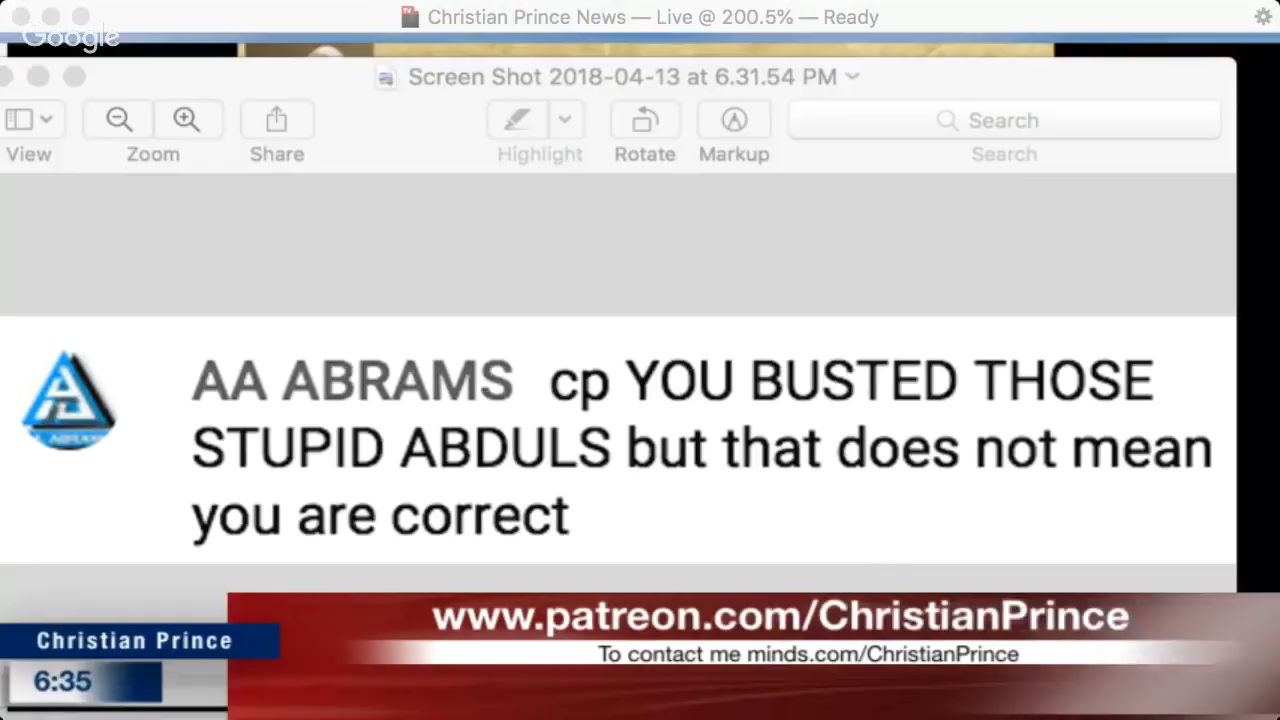 Christian Prince News — Live @ 200.5% — Ready
Google
Screen Shot 2018-04-13 at 6.31.54 PM
View
Zoom
Share
Highlight
Rotate
Markup
Search
Search
AA ABRAMS cp YOU BUSTED THOSE
STUPID ABDULS but that does not mean
you are correct
www.patreon.com/ChristianPrince
To contact me minds.com/ChristianPrince
Christian Prince
6:35